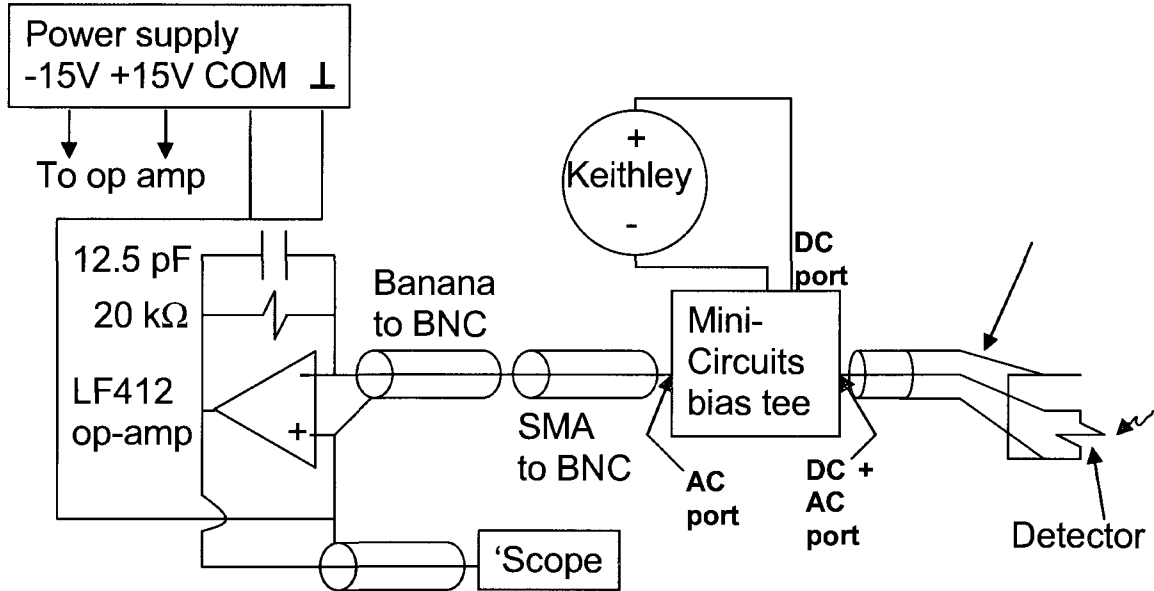 Power supply
-15V +15V COM ⊥
To op amp
12.5 pF
20 kΩ
LF412
op-amp
+
Banana
to BNC
SMA
to BNC
'Scope
+
Keithley
-
DC
port
Mini-
Circuits
bias tee
AC
port
DC +
AC
port
Detector